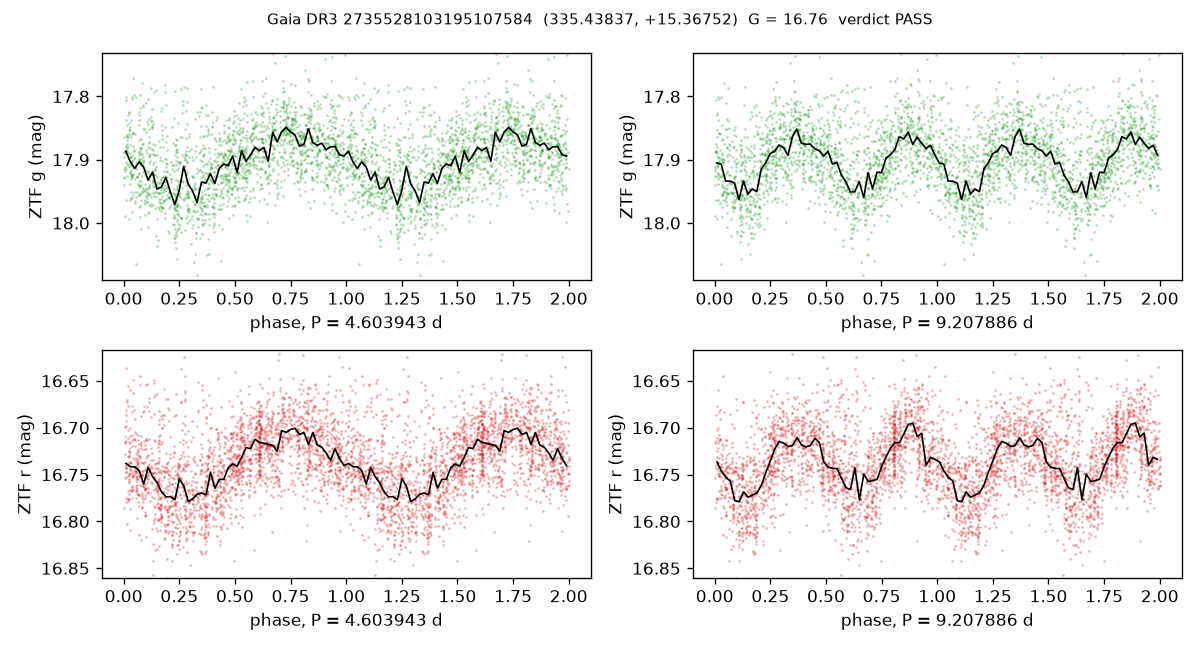 Gaia DR3 2735528103195107584 (335.43837, +15.36752) G = 16.76 verdict PASS
ZTF g (mag)
17.8
17.9
18.0
0.00 0.25 0.50 0.75 1.00 1.25 1.50 1.75 2.00
phase, P = 4.603943 d
ZTF g (mag)
17.8
17.9
18.0
0.00 0.25 0.50 0.75 1.00 1.25 1.50 1.75 2.00
phase, P = 9.207886 d
ZTF r (mag)
16.65
16.70
16.75
16.80
16.85
0.00 0.25 0.50 0.75 1.00 1.25 1.50 1.75 2.00
phase, P = 4.603943 d
ZTF r (mag)
16.65
16.70
16.75
16.80
16.85
0.00 0.25 0.50 0.75 1.00 1.25 1.50 1.75 2.00
phase, P = 9.207886 d